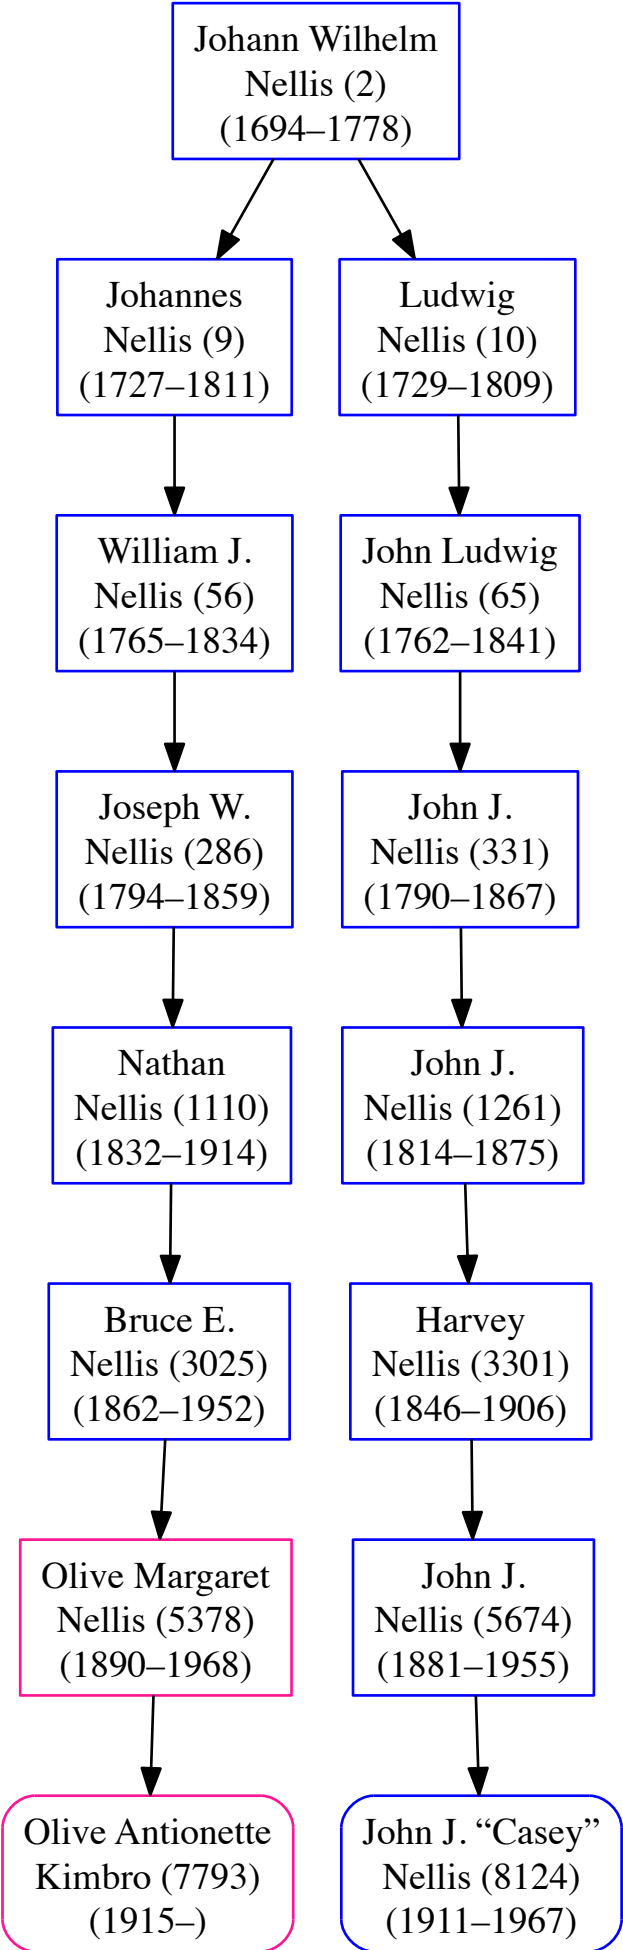 Johann Wilhelm
Nellis (2)
(1694–1778)
Johannes
Nellis (9)
(1727–1811)
Ludwig
Nellis (10)
(1729–1809)
William J.
Nellis (56)
(1765–1834)
John Ludwig
Nellis (65)
(1762–1841)
Joseph W.
Nellis (286)
(1794–1859)
John J.
Nellis (331)
(1790–1867)
Nathan
Nellis (1110)
(1832–1914)
John J.
Nellis (1261)
(1814–1875)
Bruce E.
Nellis (3025)
(1862–1952)
Harvey
Nellis (3301)
(1846–1906)
Olive Margaret
Nellis (5378)
(1890–1968)
John J.
Nellis (5674)
(1881–1955)
Olive Antionette
Kimbro (7793)
(1915–)
John J. “Casey”
Nellis (8124)
(1911–1967)